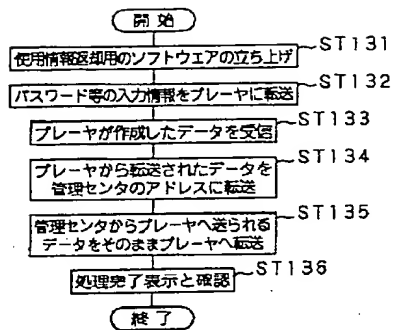 開始
使用情報返却用のソフトウェアの立ち上げ
ST131
パスワード等の入力情報をプレーヤに転送
ST132
プレーヤが作成したデータを受信
ST133
プレーヤから転送されたデータを
管理センタのアドレスに転送
ST134
管理センタからプレーヤへ送られる
データをそのままプレーヤへ転送
ST135
処理完了表示と確認
ST136
終了